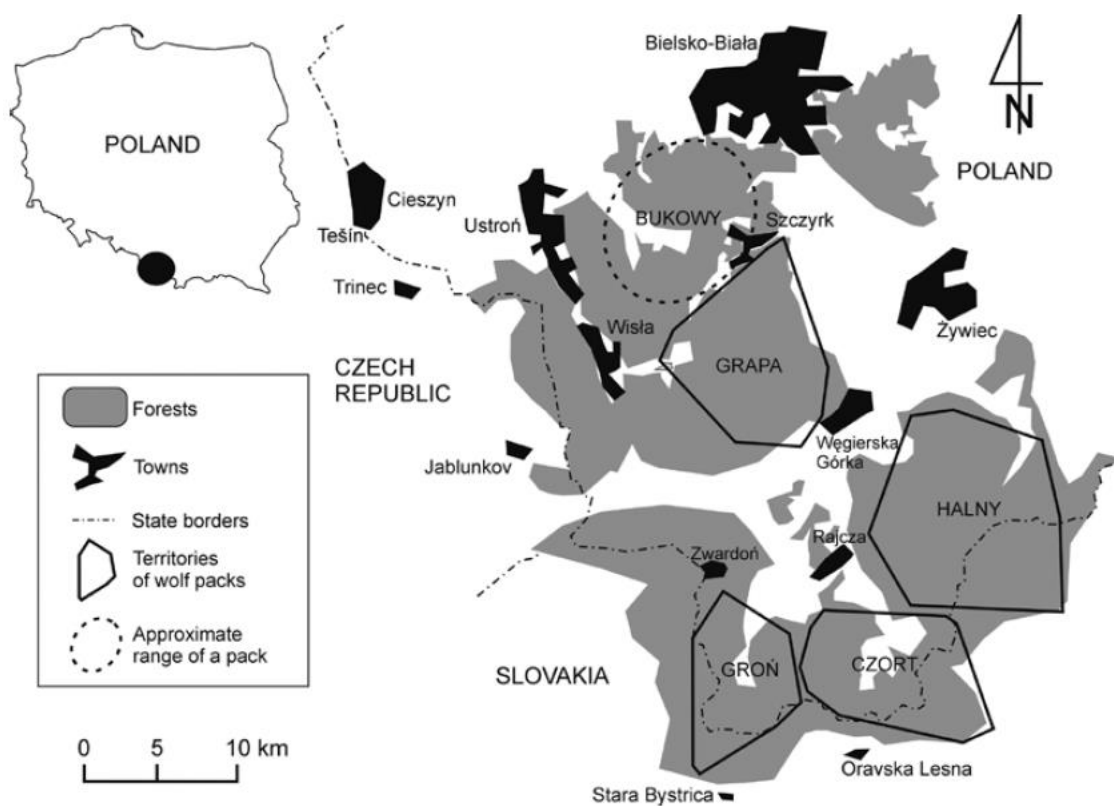 POLAND
Bielsko-Biała
N
POLAND
Cieszyn
Tešín
Ustroń
BUKOWY
Szczyrk
Trinec
Żywiec
Wisła
CZECH
REPUBLIC
GRAPA
Forests
Węgierska
Górka
Towns
Jablunkov
HALNY
State borders
Rajcza
Zwardoń
Territories
of wolf packs
Approximate
range of a pack
SLOVAKIA
GROŃ
CZORT
0 5 10 km
Oravska Lesna
Stara Bystrica